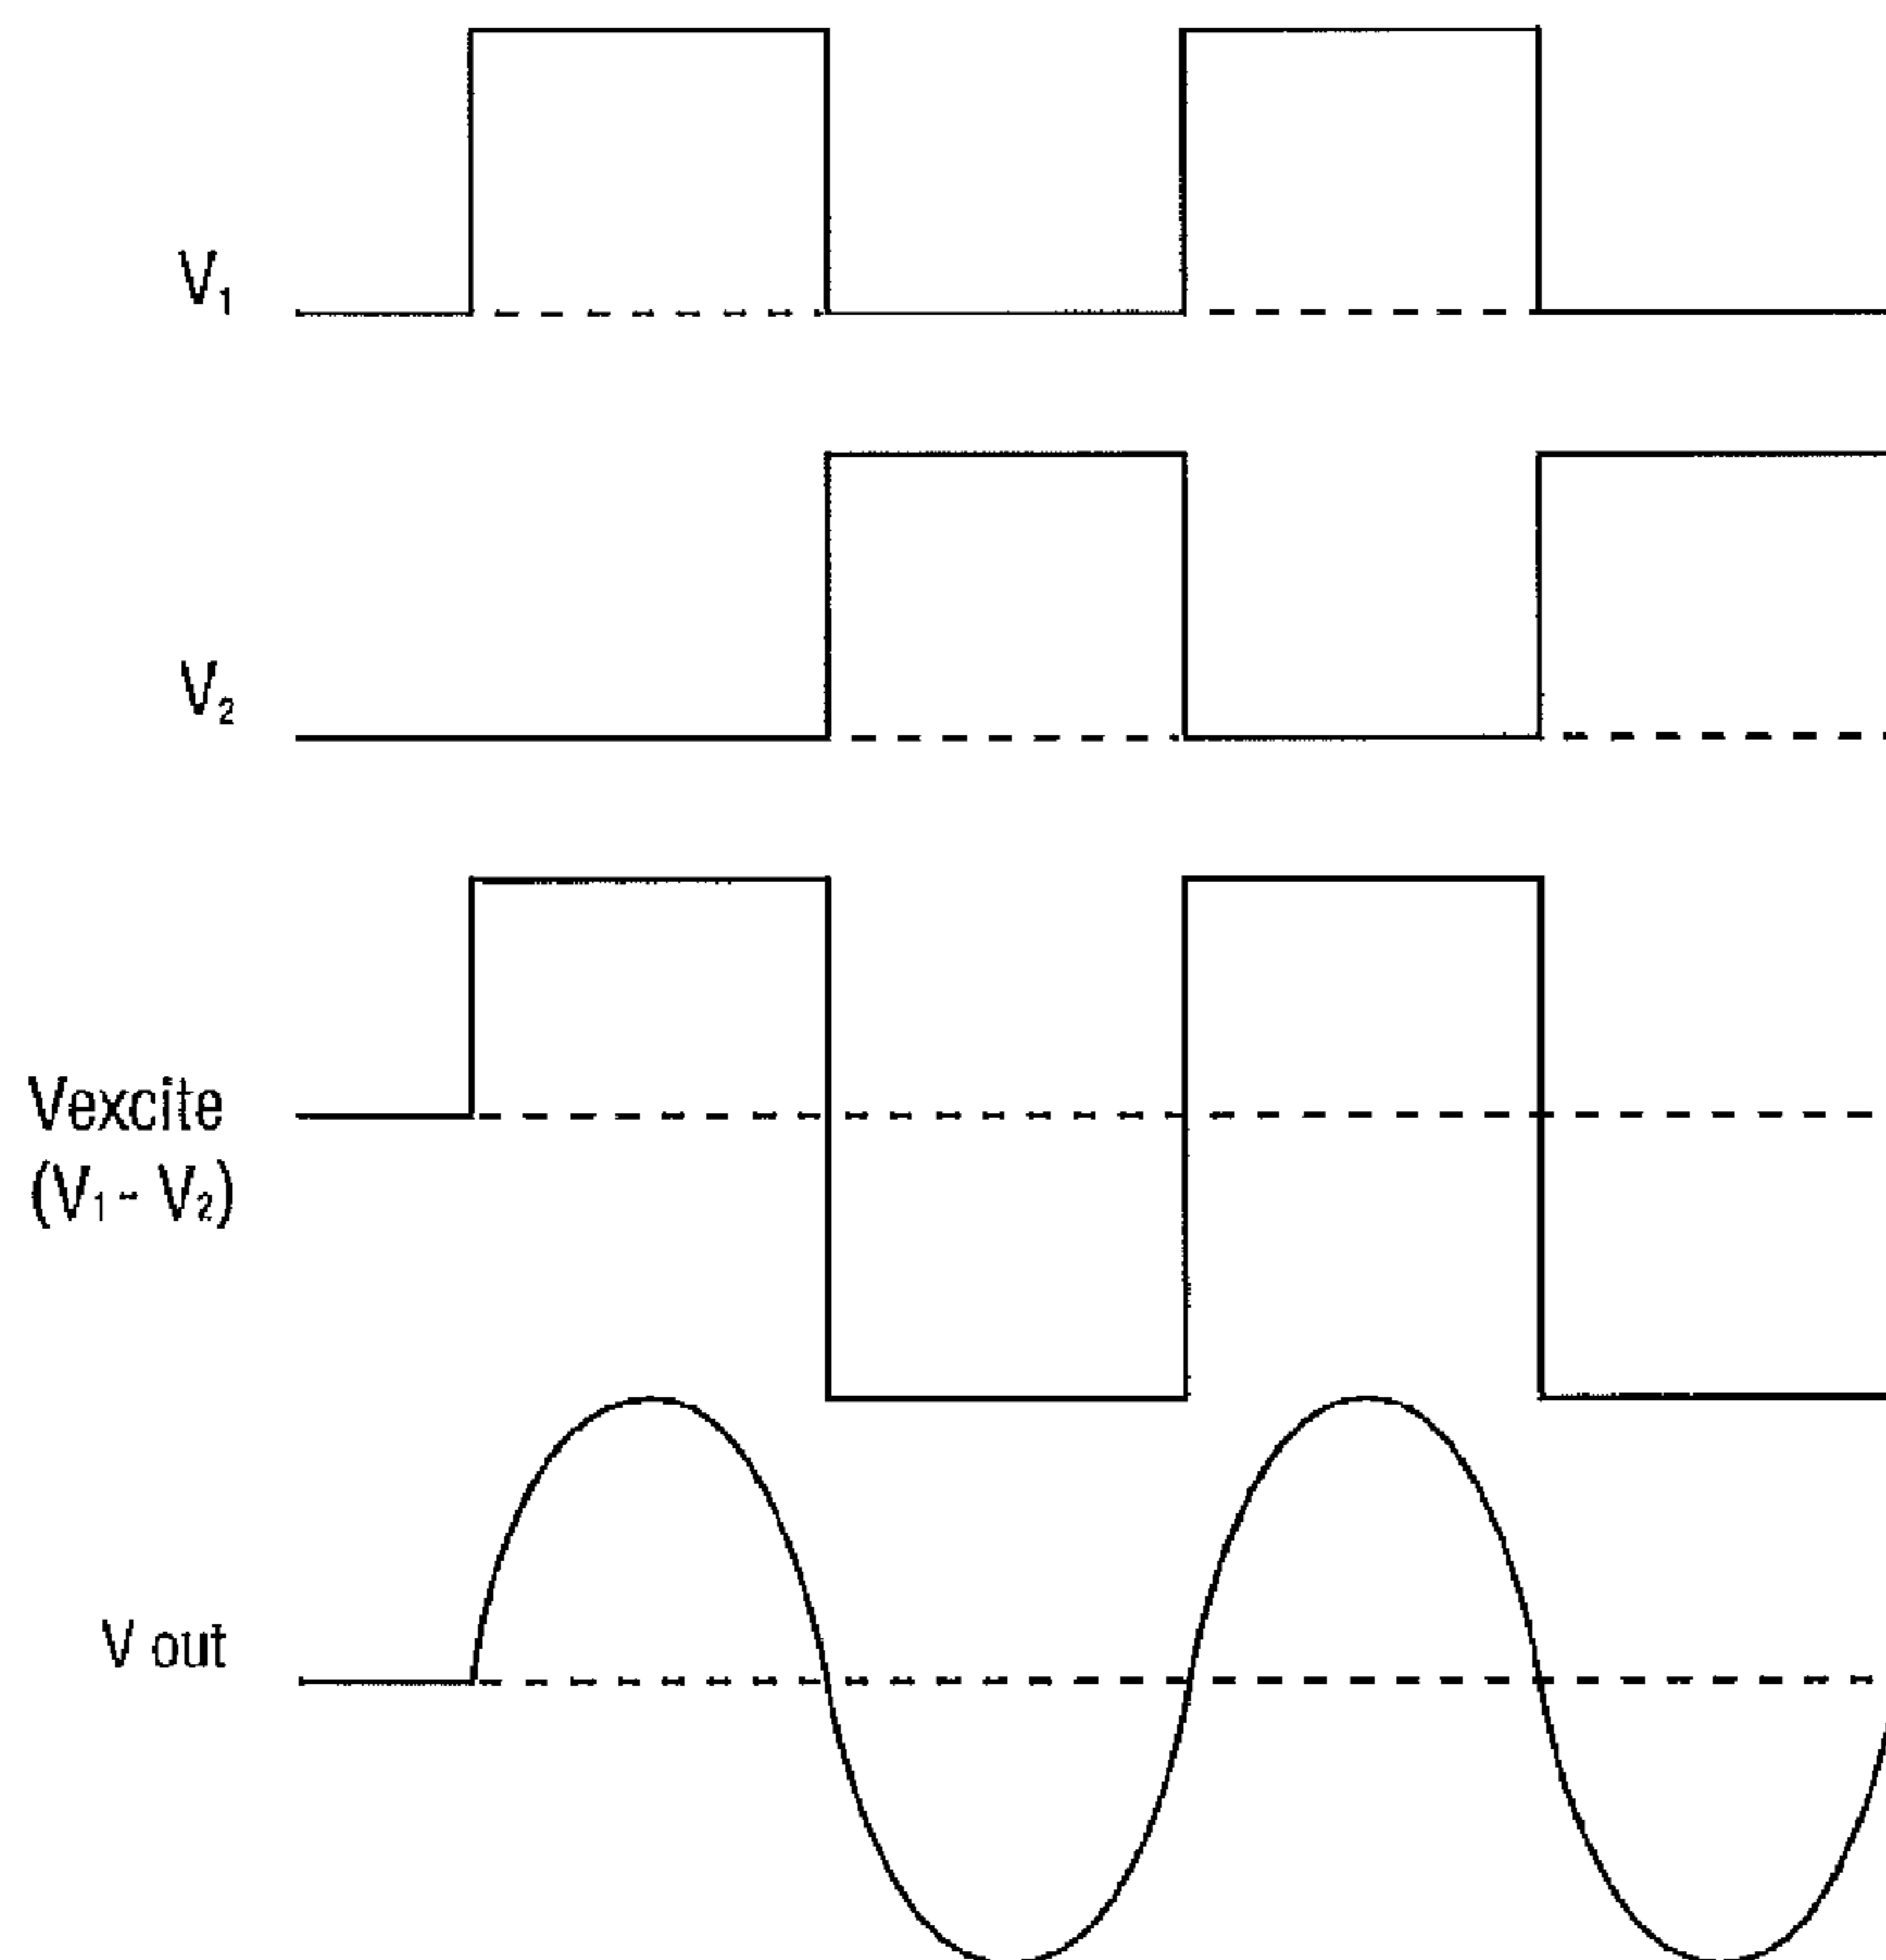 V₁
V₂
Vexcite
(V₁ - V₂)
V out